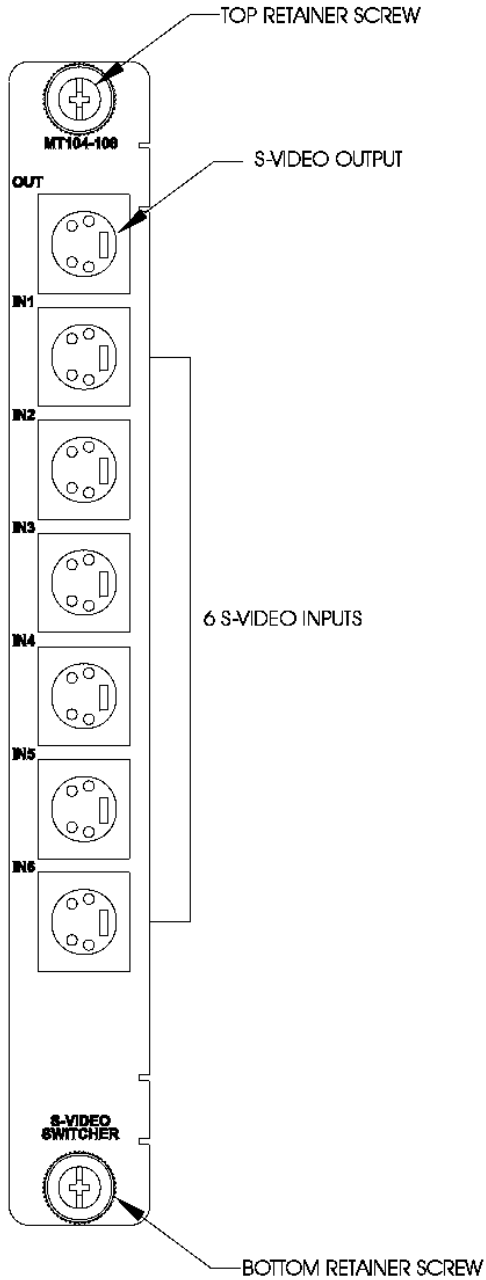 TOP RETAINER SCREW
MT104-108
S-VIDEO OUTPUT
OUT
IN1
IN2
IN3
6 S-VIDEO INPUTS
IN4
IN5
IN6
S-VIDEO
SWITCHER
BOTTOM RETAINER SCREW